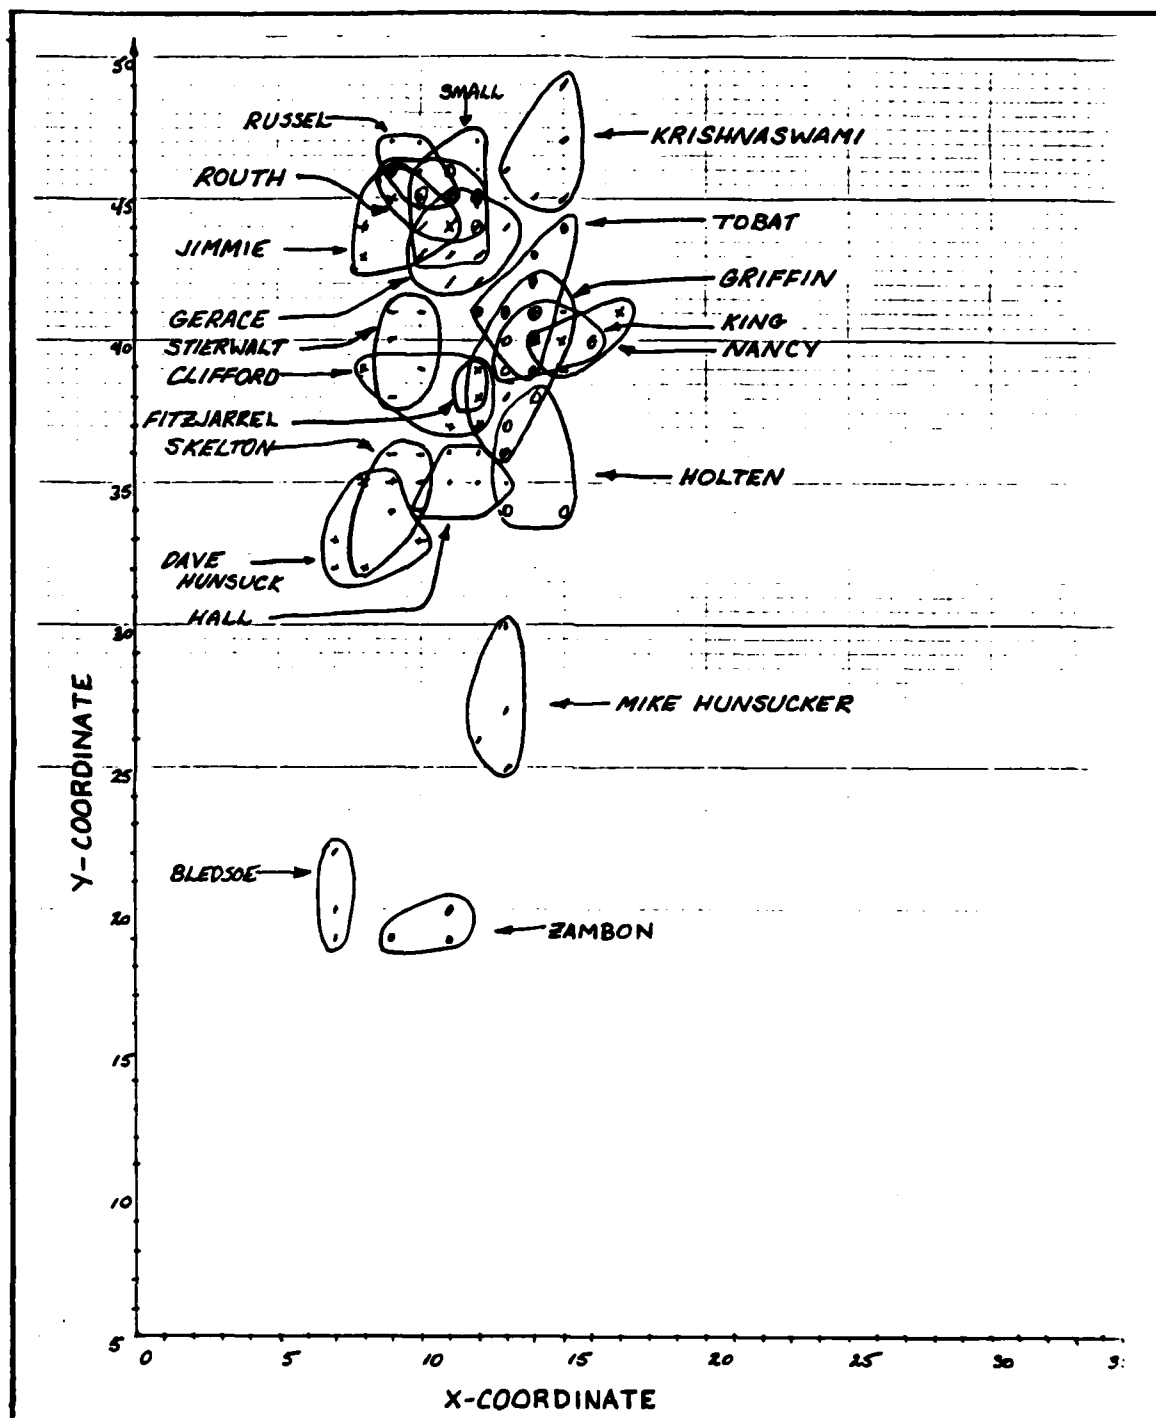 50
SMALL
RUSSEL
KRISHNASWAMI
ROUTH
45
TOBAT
JIMMIE
GRIFFIN
GERACE
KING
STIERWALT
40
NANCY
CLIFFORD
FITZJARREL
SKELTON
HOLTEN
35
DAVE
HUNSUCK
HALL
30
MIKE HUNSUCKER
25
Y-COORDINATE
BLEDSOE
20
ZAMBON
15
10
5
0 5 10 15 20 25 30
X-COORDINATE